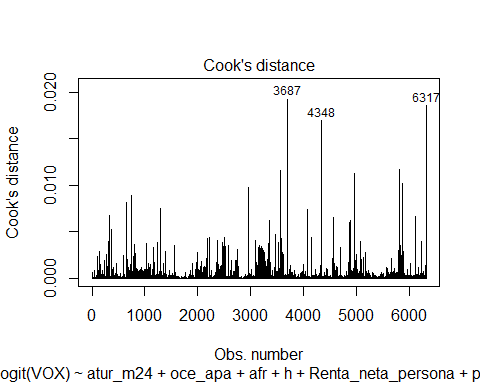 Cook's distance
3687
4348
6317
0.020
0.010
0.000
Cook's distance
0 1000 2000 3000 4000 5000 6000
Obs. number
ogit(VOX) ~ atur_m24 + oce_apa + afr + h + Renta_neta_persona + p